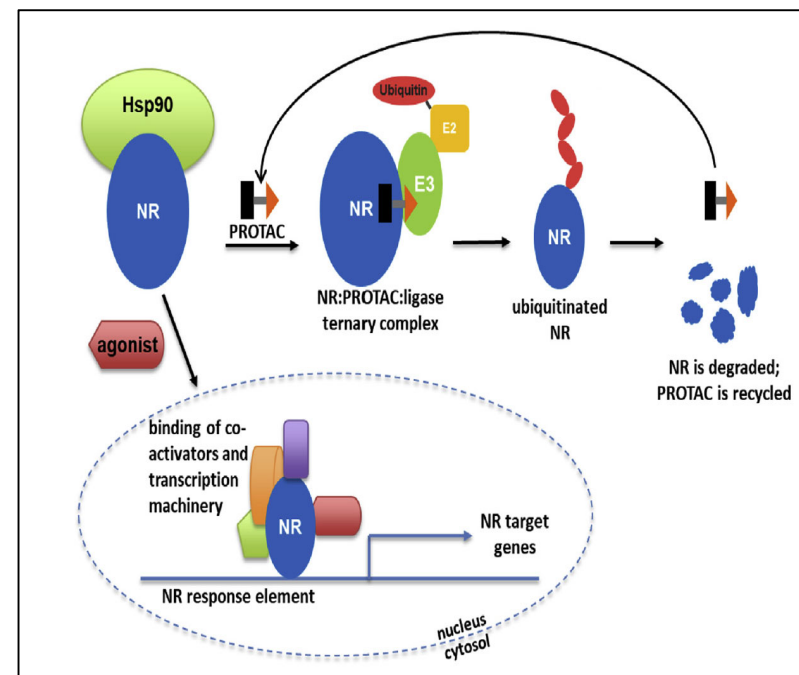 Hsp90
NR
PROTAC
Ubiquitin
E2
E3
NR
NR:PROTAC:ligase
ternary complex
NR
ubiquitinated
NR
NR is degraded;
PROTAC is recycled
agonist
binding of co-
activators and
transcription
machinery
NR
NR target
genes
NR response element
nucleus
cytosol